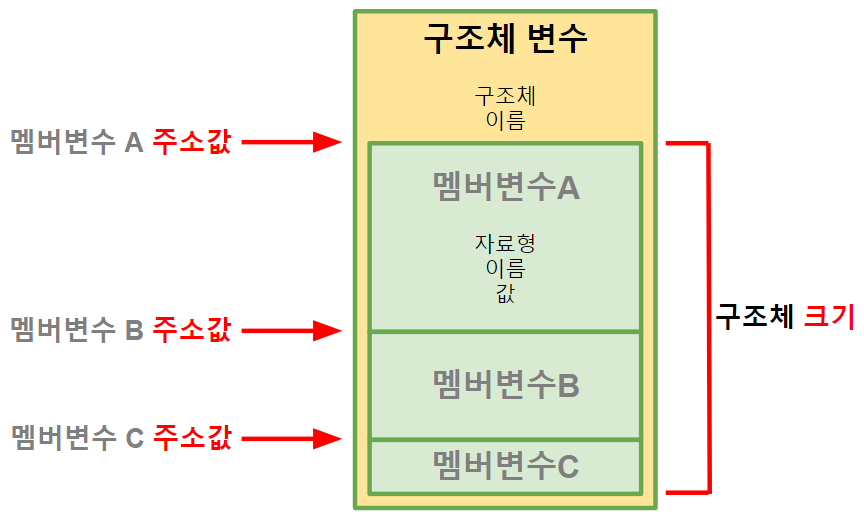 구조체 변수
구조체
이름
멤버변수 A 주소값
멤버변수A
자료형
이름
값
구조체 크기
멤버변수 B 주소값
멤버변수B
멤버변수 C 주소값
멤버변수C